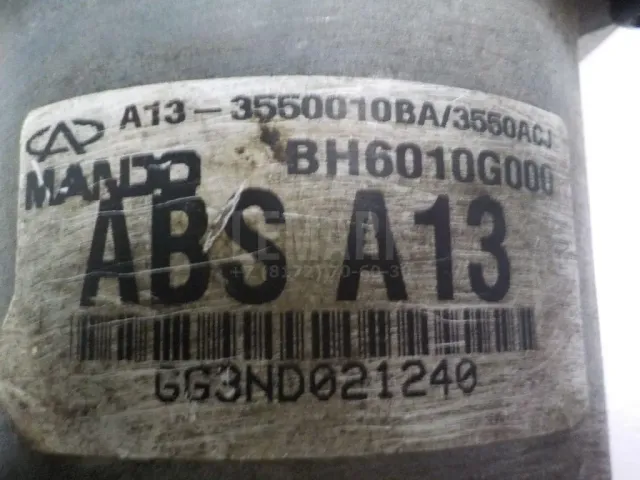 A13-3550010BA/3550ACJ
MANDO BH6010G000
ABS A13
GG3ND021240